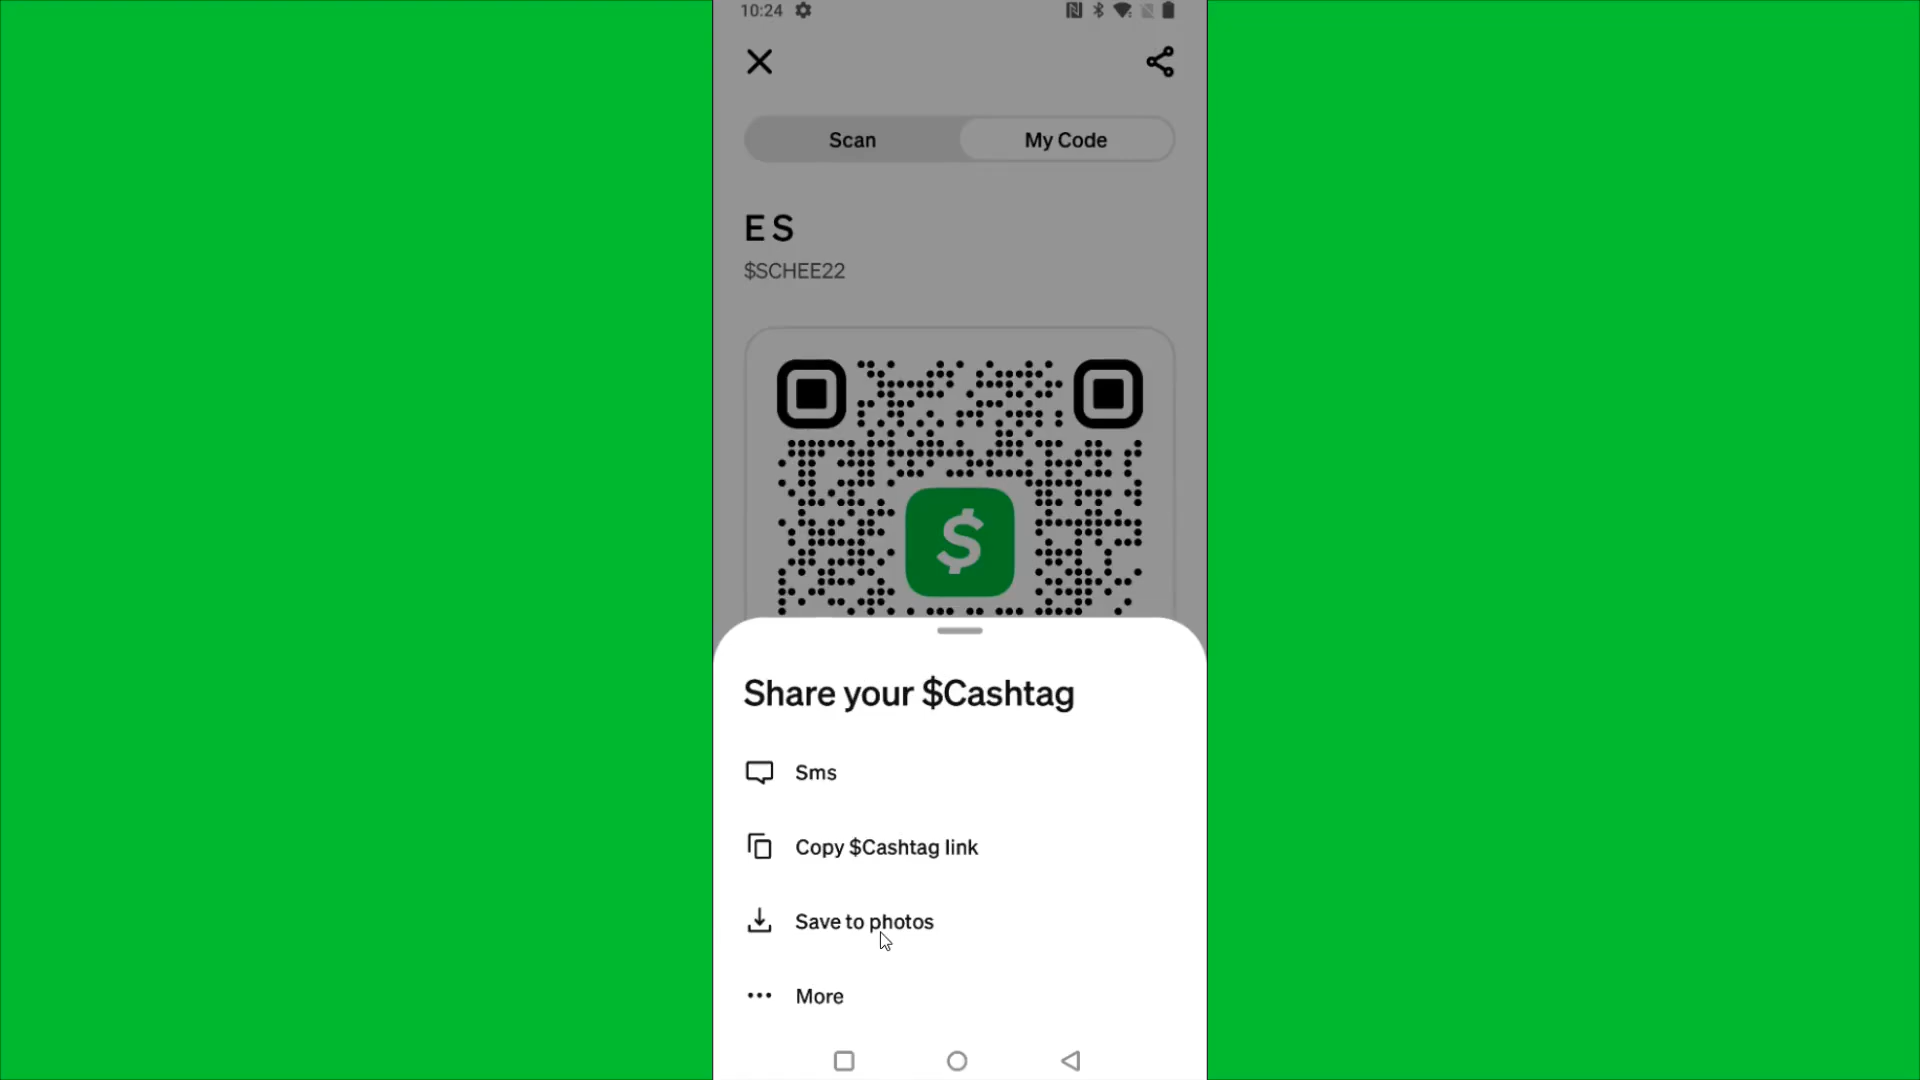 10:24
Scan
My Code
E S
$SCHEE22
$
Share your $Cashtag
Sms
Copy $Cashtag link
Save to photos
More